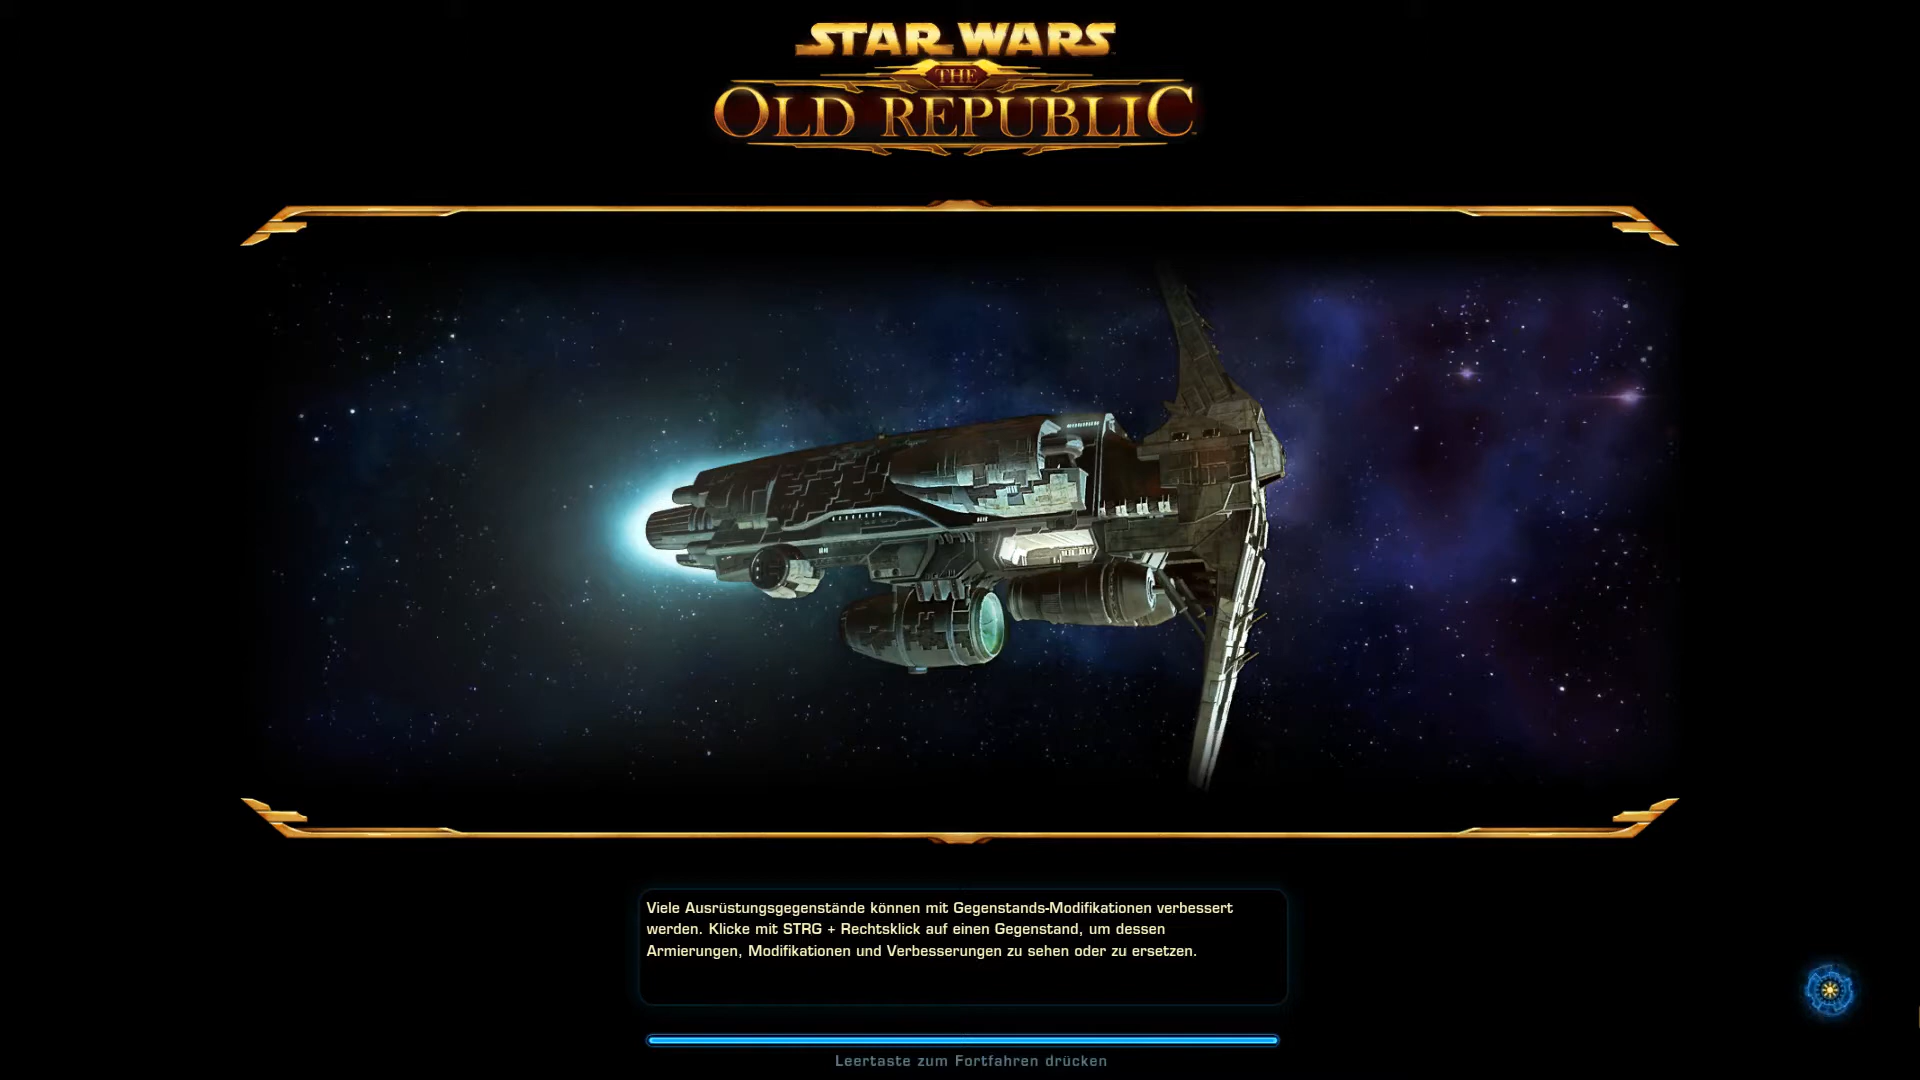 STAR WARS
THE
OLD REPUBLIC
Viele Ausrüstungsgegenstände können mit Gegenstands-Modifikationen verbessert
werden. Klicke mit STRG + Rechtsklick auf einen Gegenstand, um dessen
Armierungen, Modifikationen und Verbesserungen zu sehen oder zu ersetzen.
Leertaste zum Fortfahren drücken